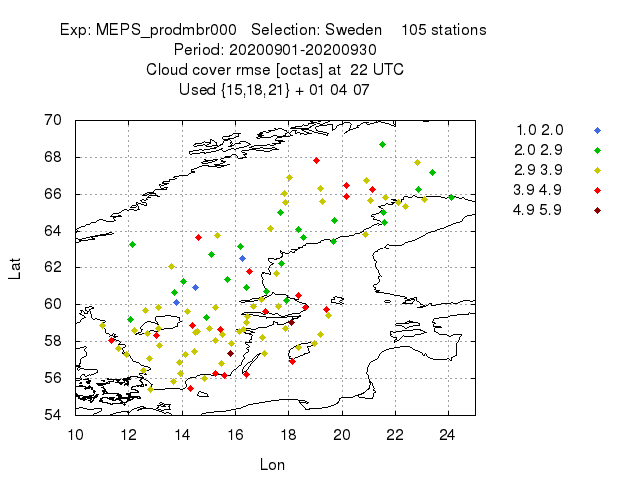 Exp: MEPS_prodmbr000 Selection: Sweden 105 stations
Period: 20200901-20200930
Cloud cover rmse [octas] at 22 UTC
Used {15,18,21} + 01 04 07
1.0 2.0
2.0 2.9
2.9 3.9
3.9 4.9
4.9 5.9
70
68
66
64
62
60
58
56
54
Lat
10 12 14 16 18 20 22 24
Lon